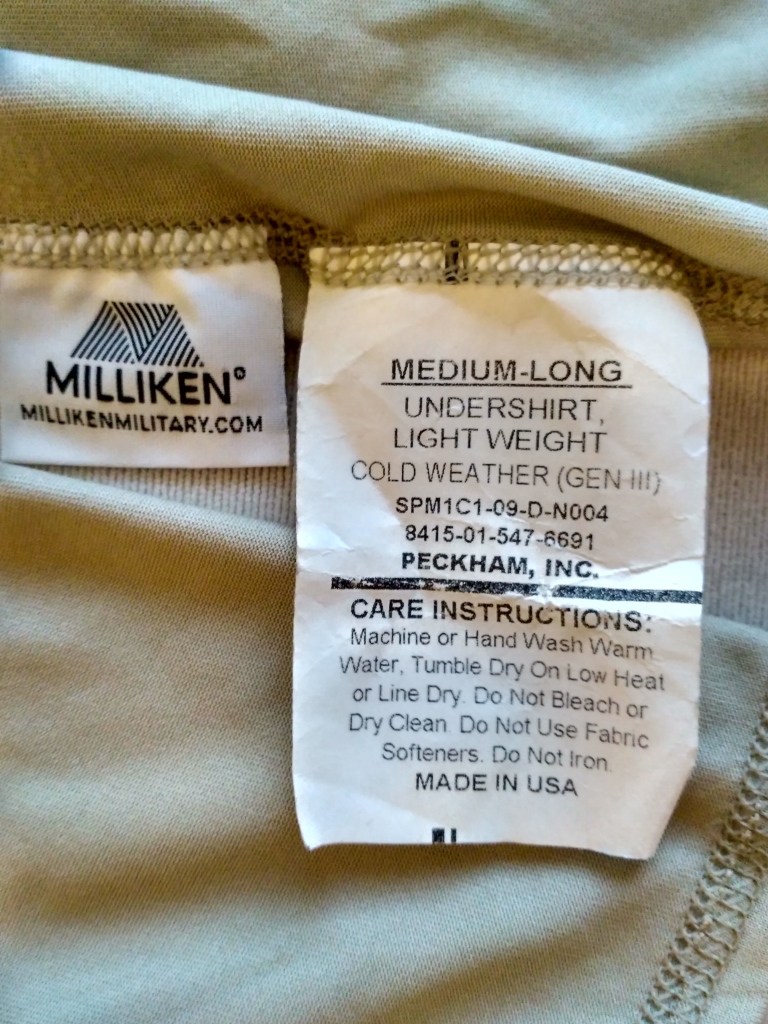 MILLIKEN®
MILLIKENMILITARY.COM
MEDIUM-LONG
UNDERSHIRT,
LIGHT WEIGHT
COLD WEATHER (GEN III)
SPM1C1-09-D-N004
8415-01-547-6691
PECKHAM, INC.
CARE INSTRUCTIONS:
Machine or Hand Wash Warm
Water, Tumble Dry On Low Heat
or Line Dry. Do Not Bleach or
Dry Clean. Do Not Use Fabric
Softeners. Do Not Iron.
MADE IN USA